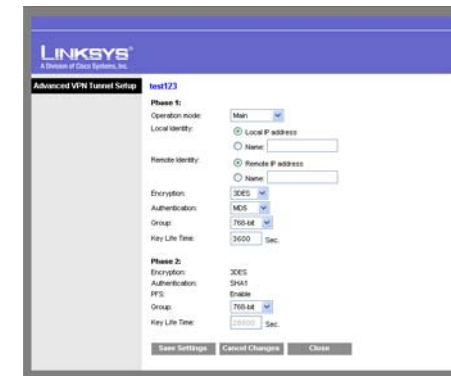 LINKSYS®
A Division of Cisco Systems, Inc.
Advanced VPN Tunnel Setup
test123
Phase 1:
Operation mode: Main
Local Identity: Local IP address
Name:
Remote Identity: Remote IP address
Name:
Encryption: 3DES
Authentication: MD5
Group: 768-bit
Key Life Time: 3600 Sec.
Phase 2:
Encryption: 3DES
Authentication: SHA1
PFS: Enable
Group: 768-bit
Key Life Time: 28800 Sec.
Save Settings Cancel Changes Close